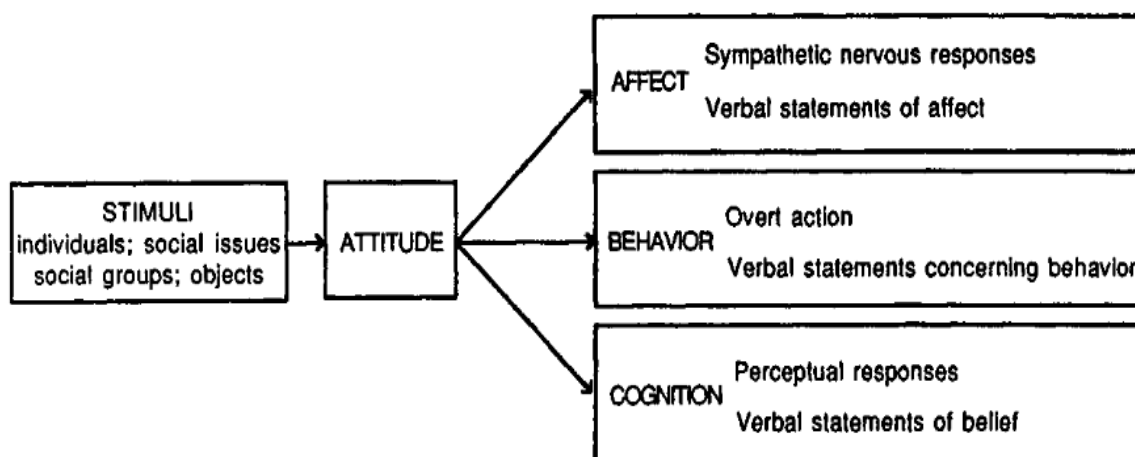 STIMULI
individuals; social issues
social groups; objects
ATTITUDE
AFFECT
Sympathetic nervous responses
Verbal statements of affect
BEHAVIOR
Overt action
Verbal statements concerning behavior
COGNITION
Perceptual responses
Verbal statements of belief